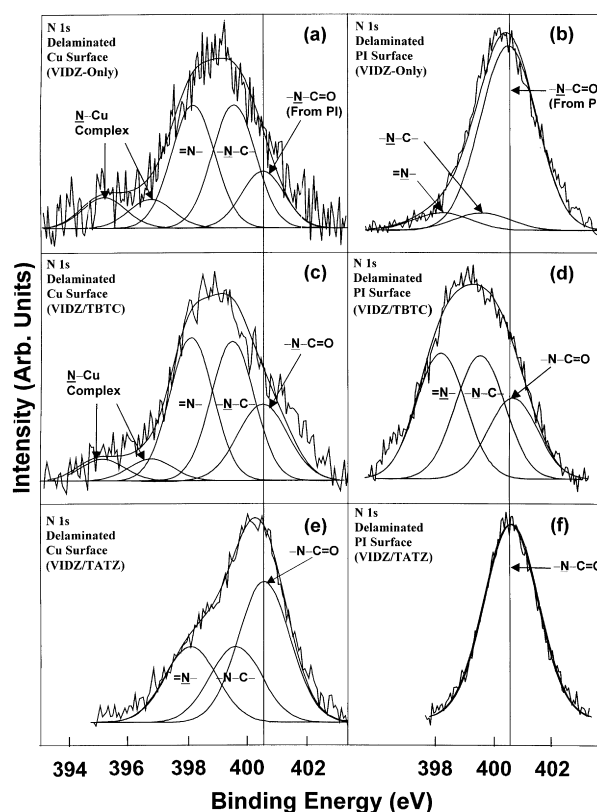 N 1s
Delaminated
Cu Surface
(VIDZ-Only)
(a)
N–Cu
Complex
=N–
–N–C–
–N–C=O
(From PI)
N 1s
Delaminated
PI Surface
(VIDZ-Only)
(b)
–N–C=O
(From PI
–N–C–
=N–
N 1s
Delaminated
Cu Surface
(VIDZ/TBTC)
(c)
–N–C=O
N–Cu
Complex
=N–
–N–C–
N 1s
Delaminated
PI Surface
(VIDZ/TBTC)
(d)
–N–C=O
=N–
–N–C–
N 1s
Delaminated
Cu Surface
(VIDZ/TATZ)
(e)
–N–C=O
=N–
–N–C–
N 1s
Delaminated
PI Surface
(VIDZ/TATZ)
(f)
–N–C=O
Intensity (Arb. Units)
394 396 398 400 402 398 400 402
Binding Energy (eV)